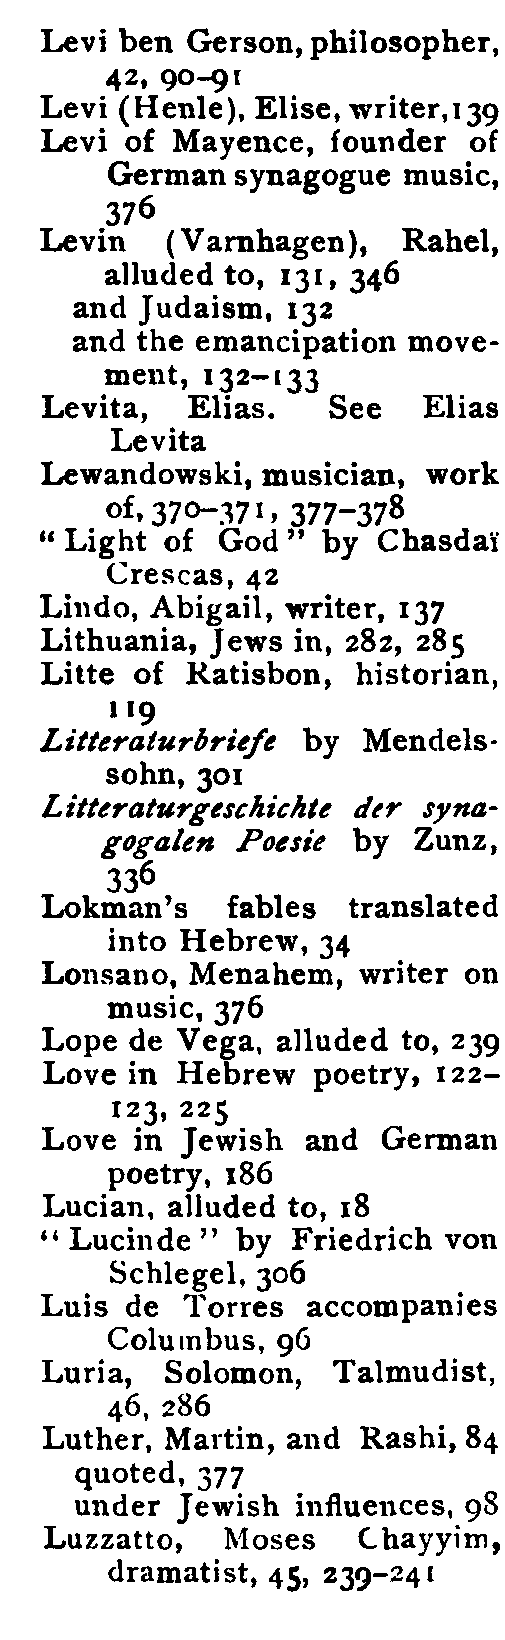 Levi ben Gerson, philosopher,
42, 90–91
Levi (Henle), Elise, writer, 139
Levi of Mayence, founder of
German synagogue music,
376
Levin (Varnhagen), Rahel,
alluded to, 131, 346
and Judaism, 132
and the emancipation move-
ment, 132–133
Levita, Elias. See Elias
Levita
Lewandowski, musician, work
of, 370–371, 377–378
“Light of God” by Chasdaï
Crescas, 42
Lindo, Abigail, writer, 137
Lithuania, Jews in, 282, 285
Litte of Ratisbon, historian,
119
Litteraturbriefe by Mendels-
sohn, 301
Litteraturgeschichte der syna-
gogalen Poesie by Zunz,
336
Lokman's fables translated
into Hebrew, 34
Lonsano, Menahem, writer on
music, 376
Lope de Vega, alluded to, 239
Love in Hebrew poetry, 122–
123, 225
Love in Jewish and German
poetry, 186
Lucian, alluded to, 18
“Lucinde” by Friedrich von
Schlegel, 306
Luis de Torres accompanies
Columbus, 96
Luria, Solomon, Talmudist,
46, 286
Luther, Martin, and Rashi, 84
quoted, 377
under Jewish influences, 98
Luzzatto, Moses Chayyim,
dramatist, 45, 239–241